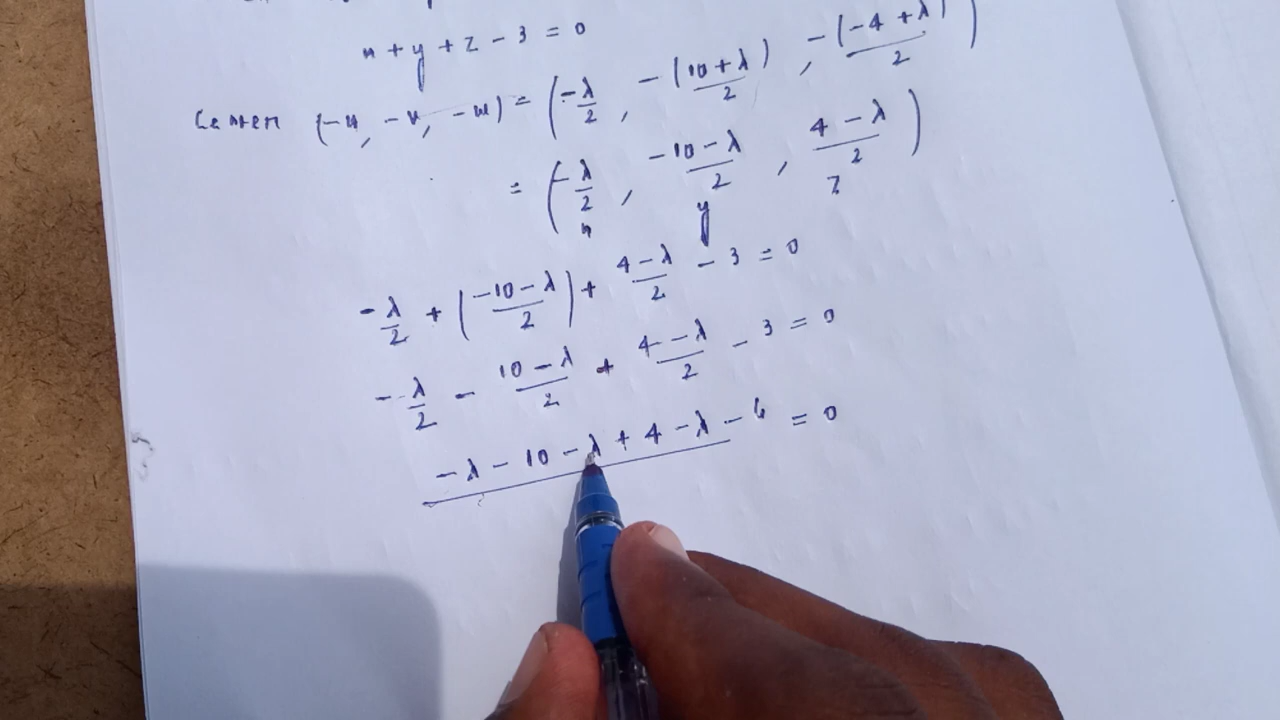 x + y + z - 3 = 0
Center (-u, -v, -w) = (-λ/2, -(10+λ)/2, -(-4+λ)/2)
= (-λ/2, -10-λ/2, 4-λ/2)
x y z
-λ/2 + (-10-λ/2) + 4-λ/2 - 3 = 0
-λ/2 - 10-λ/2 + 4-λ/2 - 3 = 0
-λ - 10 - λ + 4 - λ - 6 = 0